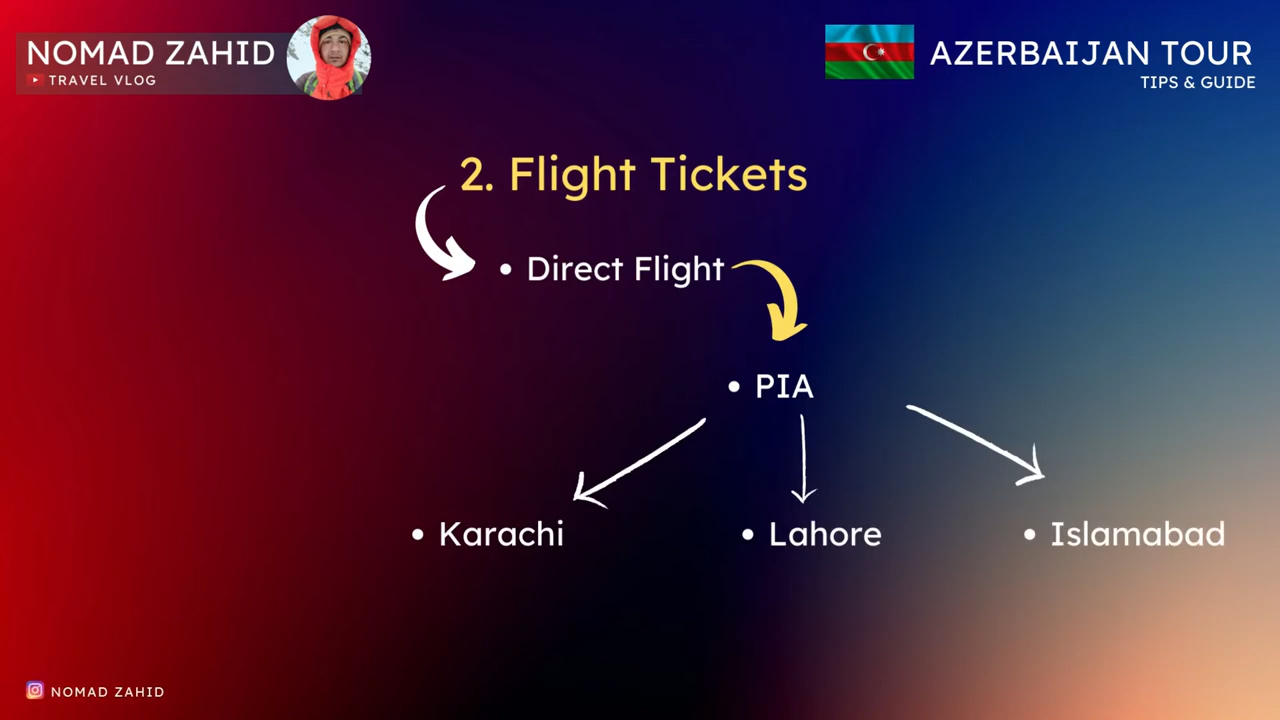 NOMAD ZAHID
TRAVEL VLOG
AZERBAIJAN TOUR
TIPS & GUIDE
2. Flight Tickets
• Direct Flight
• PIA
• Karachi
• Lahore
• Islamabad
NOMAD ZAHID